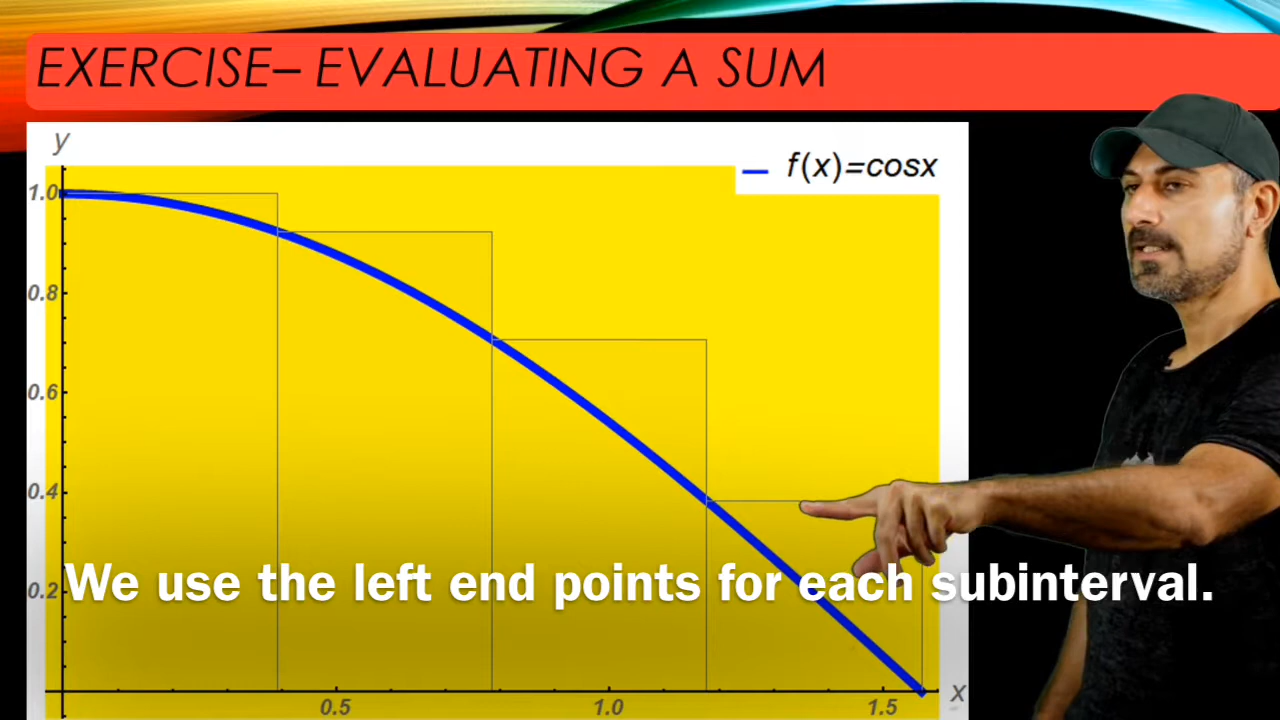 EXERCISE– EVALUATING A SUM
y
f(x)=cosx
1.0
0.8
0.6
0.4
We use the left end points for each subinterval.
0.2
x
0.5 1.0 1.5